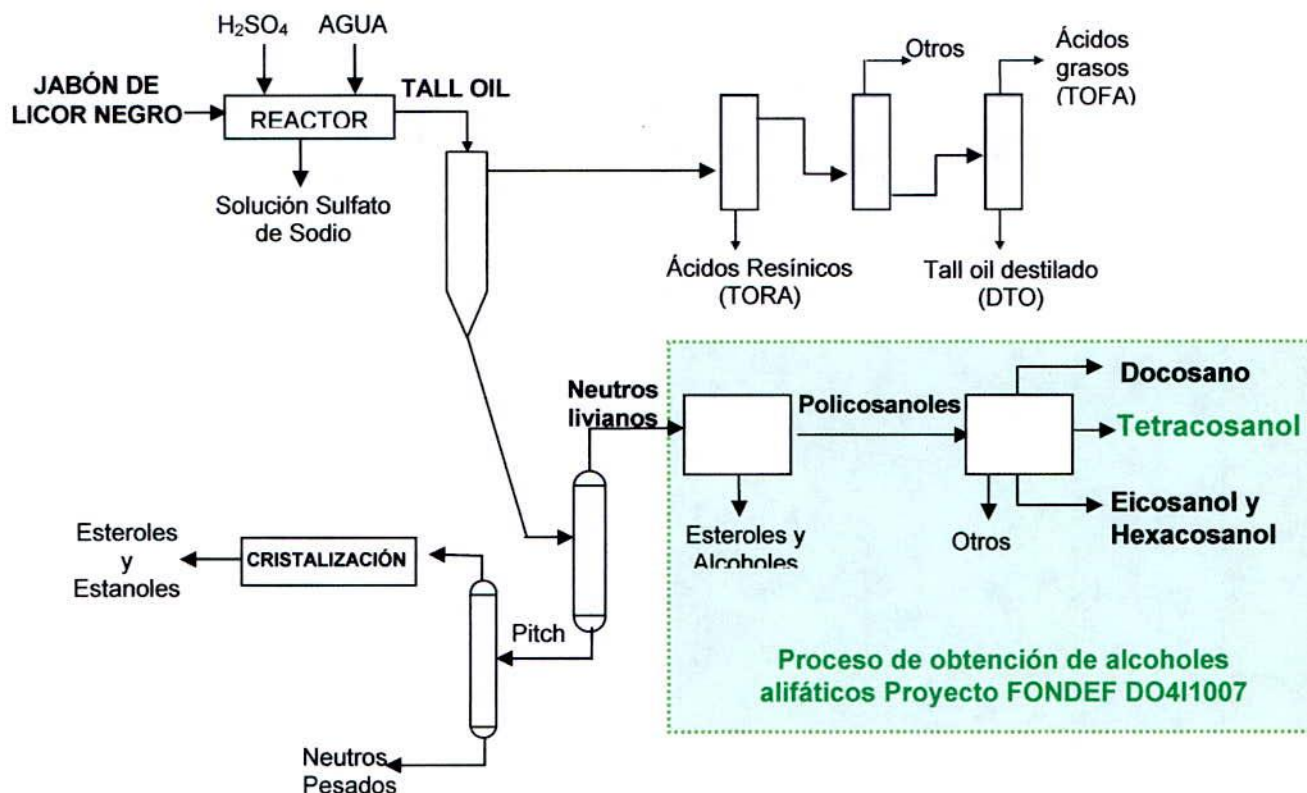 H₂SO₄
AGUA
JABÓN DE
LICOR NEGRO
REACTOR
TALL OIL
Solución Sulfato
de Sodio
Otros
Ácidos
grasos
(TOFA)
Ácidos Resínicos
(TORA)
Tall oil destilado
(DTO)
Neutros
livianos
Policosanoles
Docosano
Tetracosanol
Eicosanol y
Hexacosanol
Esteroles y
Alcoholes
Otros
Esteroles
y
Estanoles
CRISTALIZACIÓN
Pitch
Neutros
Pesados
Proceso de obtención de alcoholes
alifáticos Proyecto FONDEF DO4I1007